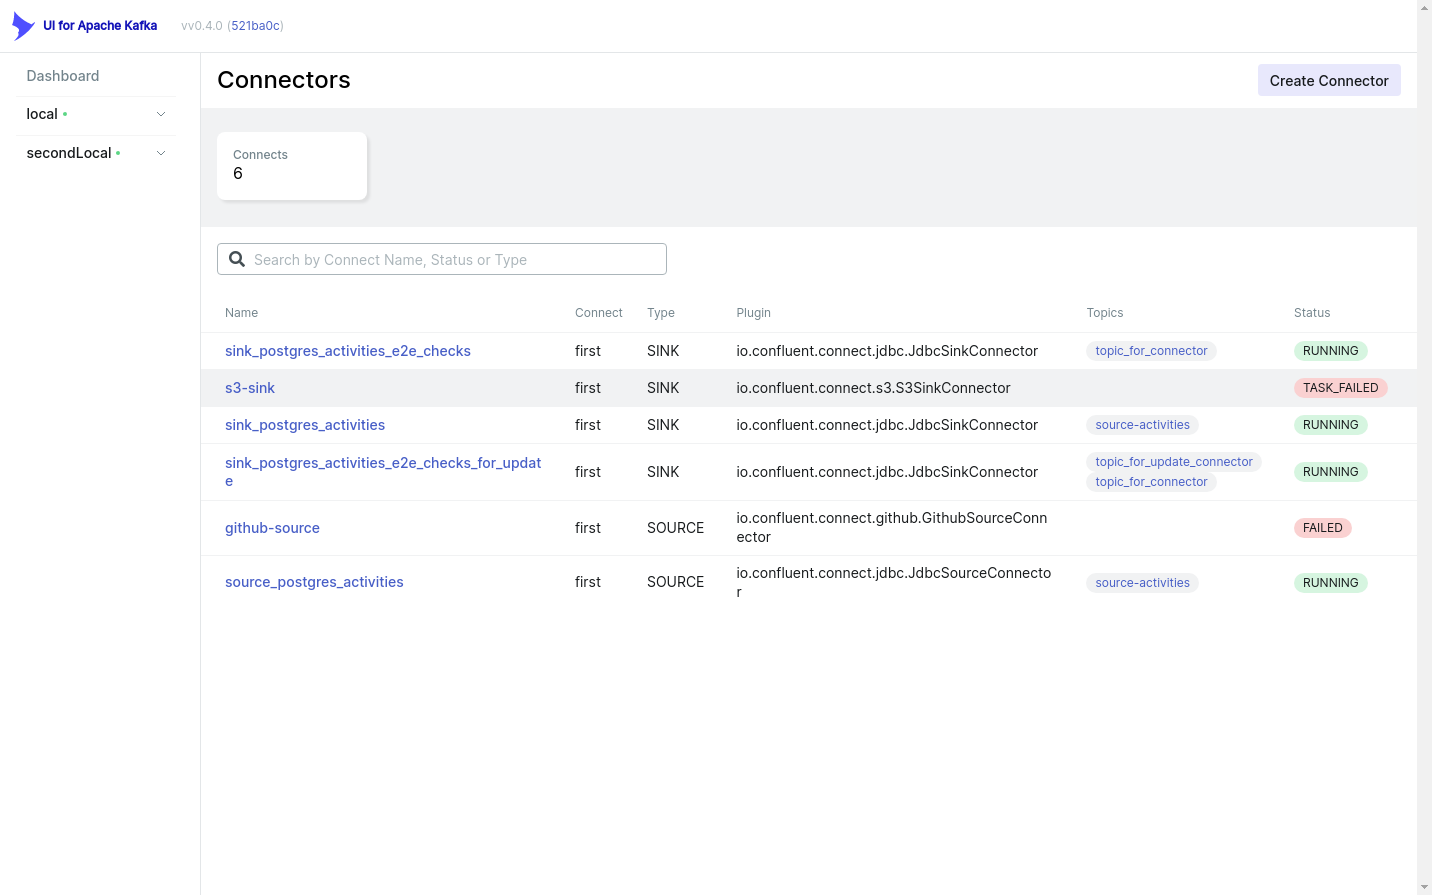 UI for Apache Kafka vv0.4.0 (521ba0c)
Dashboard
local
secondLocal
Connectors
Create Connector
Connects
6
Search by Connect Name, Status or Type
Name Connect Type Plugin Topics Status
sink_postgres_activities_e2e_checks first SINK io.confluent.connect.jdbc.JdbcSinkConnector topic_for_connector RUNNING
s3-sink first SINK io.confluent.connect.s3.S3SinkConnector TASK_FAILED
sink_postgres_activities first SINK io.confluent.connect.jdbc.JdbcSinkConnector source-activities RUNNING
sink_postgres_activities_e2e_checks_for_updat
e
first SINK io.confluent.connect.jdbc.JdbcSinkConnector
topic_for_update_connector
topic_for_connector
RUNNING
github-source first SOURCE
io.confluent.connect.github.GithubSourceConn
ector
FAILED
source_postgres_activities first SOURCE
io.confluent.connect.jdbc.JdbcSourceConnecto
r
source-activities RUNNING